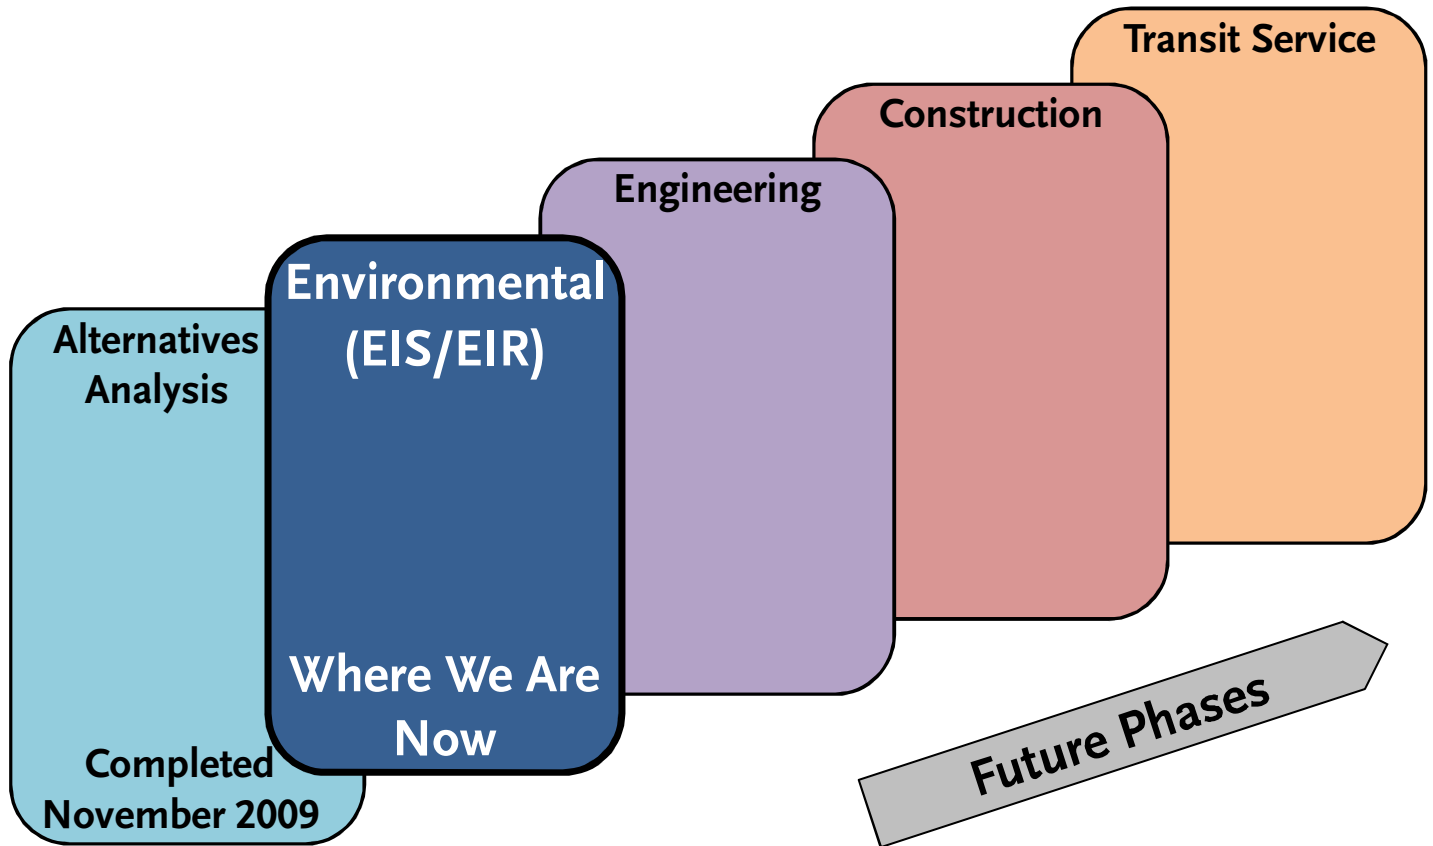 Alternatives
Analysis
Completed
November 2009
Environmental
(EIS/EIR)
Where We Are
Now
Engineering
Construction
Transit Service
Future Phases